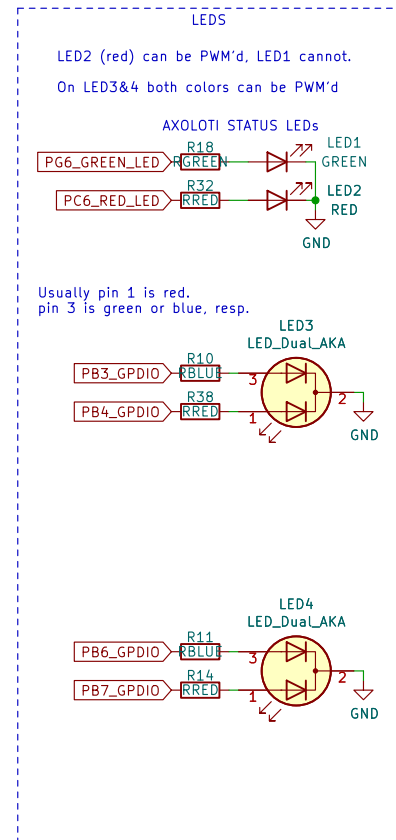 LEDS
LED2 (red) can be PWM'd, LED1 cannot.
On LED3&4 both colors can be PWM'd
AXOLOTI STATUS LEDs
PG6_GREEN_LED
R18
RGREEN
LED1
GREEN
PC6_RED_LED
R32
RRED
LED2
RED
GND
Usually pin 1 is red.
pin 3 is green or blue, resp.
LED3
LED_Dual_AKA
PB3_GPDIO
R10
RBLUE
3
PB4_GPDIO
R38
RRED
1
2
GND
LED4
LED_Dual_AKA
PB6_GPDIO
R11
RBLUE
3
PB7_GPDIO
R14
RRED
1
2
GND